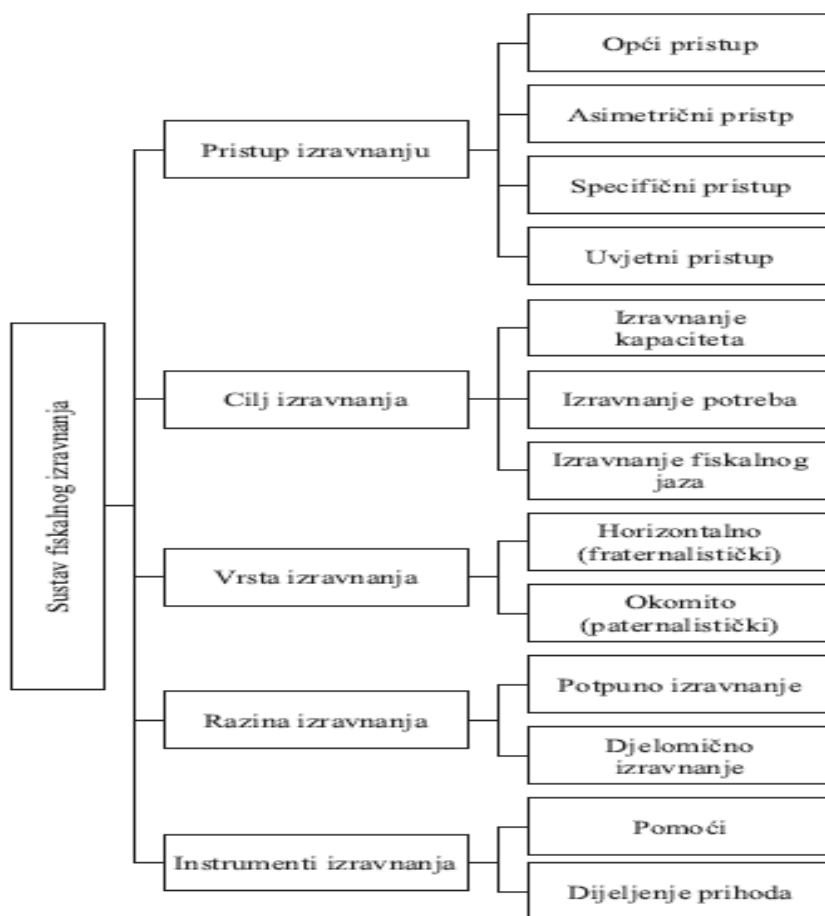 Sustav fiskalnog izravnanja
Pristup izravnanju
Opći pristup
Asimetrični pristp
Specifični pristup
Uvjetni pristup
Cilj izravnanja
Izravnanje
kapaciteta
Izravnanje potreba
Izravnanje fiskalnog
jaza
Vrsta izravnanja
Horizontalno
(fraternalistički)
Okomito
(paternalistički)
Razina izravnanja
Potpuno izravnanje
Djelomično
izravnanje
Instrumenti izravnanja
Pomoći
Dijeljenje prihoda